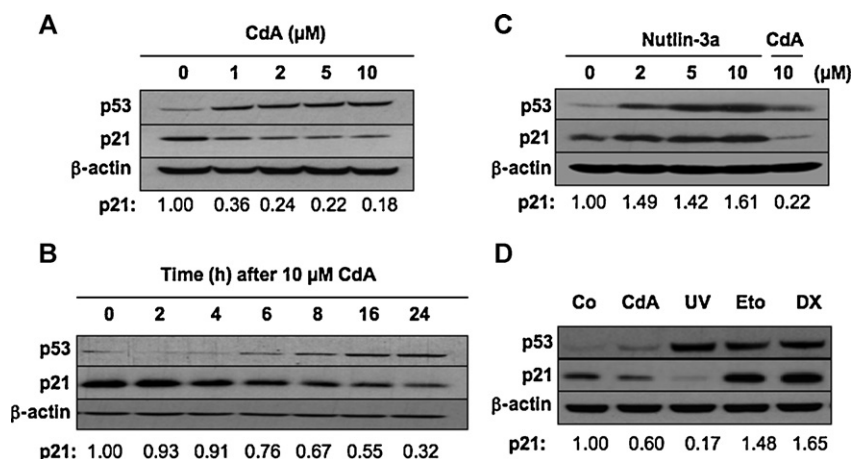 A
CdA (µM)
0 1 2 5 10
p53
p21
β-actin
p21: 1.00 0.36 0.24 0.22 0.18
B
Time (h) after 10 µM CdA
0 2 4 6 8 16 24
p53
p21
β-actin
p21: 1.00 0.93 0.91 0.76 0.67 0.55 0.32
C
Nutlin-3a CdA
0 2 5 10 10 (µM)
p53
p21
β-actin
p21: 1.00 1.49 1.42 1.61 0.22
D
Co CdA UV Eto DX
p53
p21
β-actin
p21: 1.00 0.60 0.17 1.48 1.65